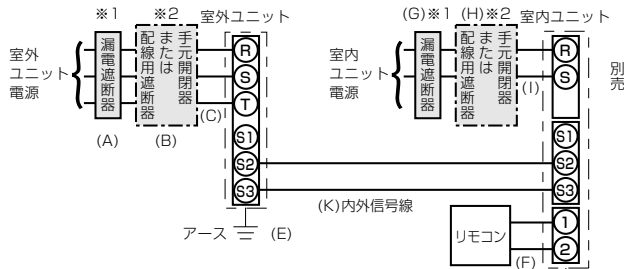 ※1
※2
室外ユニット
室外
ユニット
電源
漏電遮断器
手元開閉器
または
配線用遮断器
R
S
T
S1
S2
S3
(A)
(B)
(C)
アース
(E)
(K)内外信号線
(G)※1
(H)※2
室内ユニット
室内
ユニット
電源
漏電遮断器
手元開閉器
または
配線用遮断器
R
S
(I)
別売
S1
S2
S3
リモコン
1
2
(F)